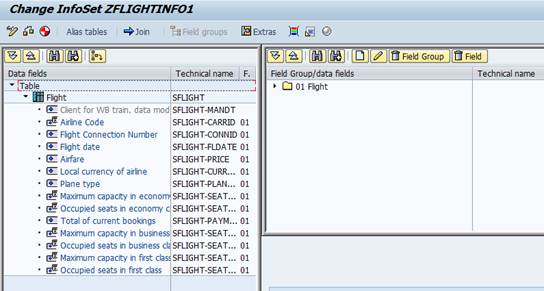 Change InfoSet ZFLIGHTINFO1
Alias tables Join Field groups Extras
Field Group Field
Data fields Technical name F.
Field Group/data fields Technical name
Table
Flight SFLIGHT
01 Flight
Client for WB train. data mod SFLIGHT-MANDT
Airline Code SFLIGHT-CARRID 01
Flight Connection Number SFLIGHT-CONNID 01
Flight date SFLIGHT-FLDATE 01
Airfare SFLIGHT-PRICE 01
Local currency of airline SFLIGHT-CURR... 01
Plane type SFLIGHT-PLAN... 01
Maximum capacity in economy SFLIGHT-SEAT... 01
Occupied seats in economy c SFLIGHT-SEAT... 01
Total of current bookings SFLIGHT-PAYM... 01
Maximum capacity in business SFLIGHT-SEAT... 01
Occupied seats in business cl SFLIGHT-SEAT... 01
Maximum capacity in first clas SFLIGHT-SEAT... 01
Occupied seats in first class SFLIGHT-SEAT... 01